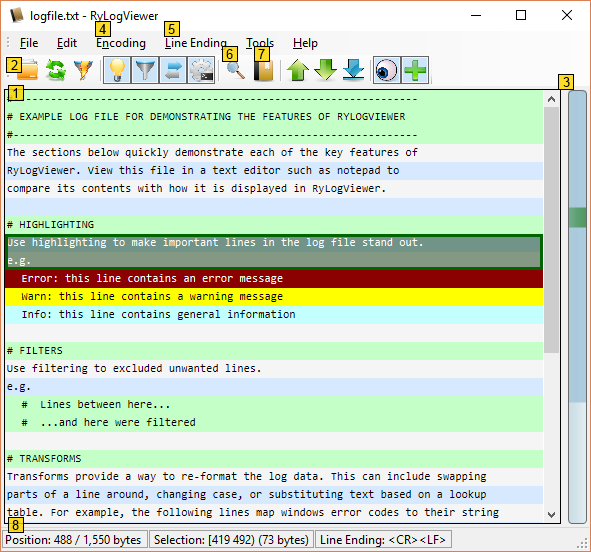 logfile.txt - RyLogViewer
4 5
File Edit Encoding Line Ending Tools Help
2 6 7
1 3
#--------------------------------------------------------
# EXAMPLE LOG FILE FOR DEMONSTRATING THE FEATURES OF RYLOGVIEWER
#--------------------------------------------------------
The sections below quickly demonstrate each of the key features of
RyLogViewer. View this file in a text editor such as notepad to
compare its contents with how it is displayed in RyLogViewer.
# HIGHLIGHTING
Use highlighting to make important lines in the log file stand out.
e.g.
Error: this line contains an error message
Warn: this line contains a warning message
Info: this line contains general information
# FILTERS
Use filtering to excluded unwanted lines.
e.g.
# Lines between here...
# ...and here were filtered
# TRANSFORMS
Transforms provide a way to re-format the log data. This can include swapping
parts of a line around, changing case, or substituting text based on a lookup
table. For example, the following lines map windows error codes to their string
8
Position: 488 / 1,550 bytes Selection: [419 492) (73 bytes) Line Ending: <CR><LF>